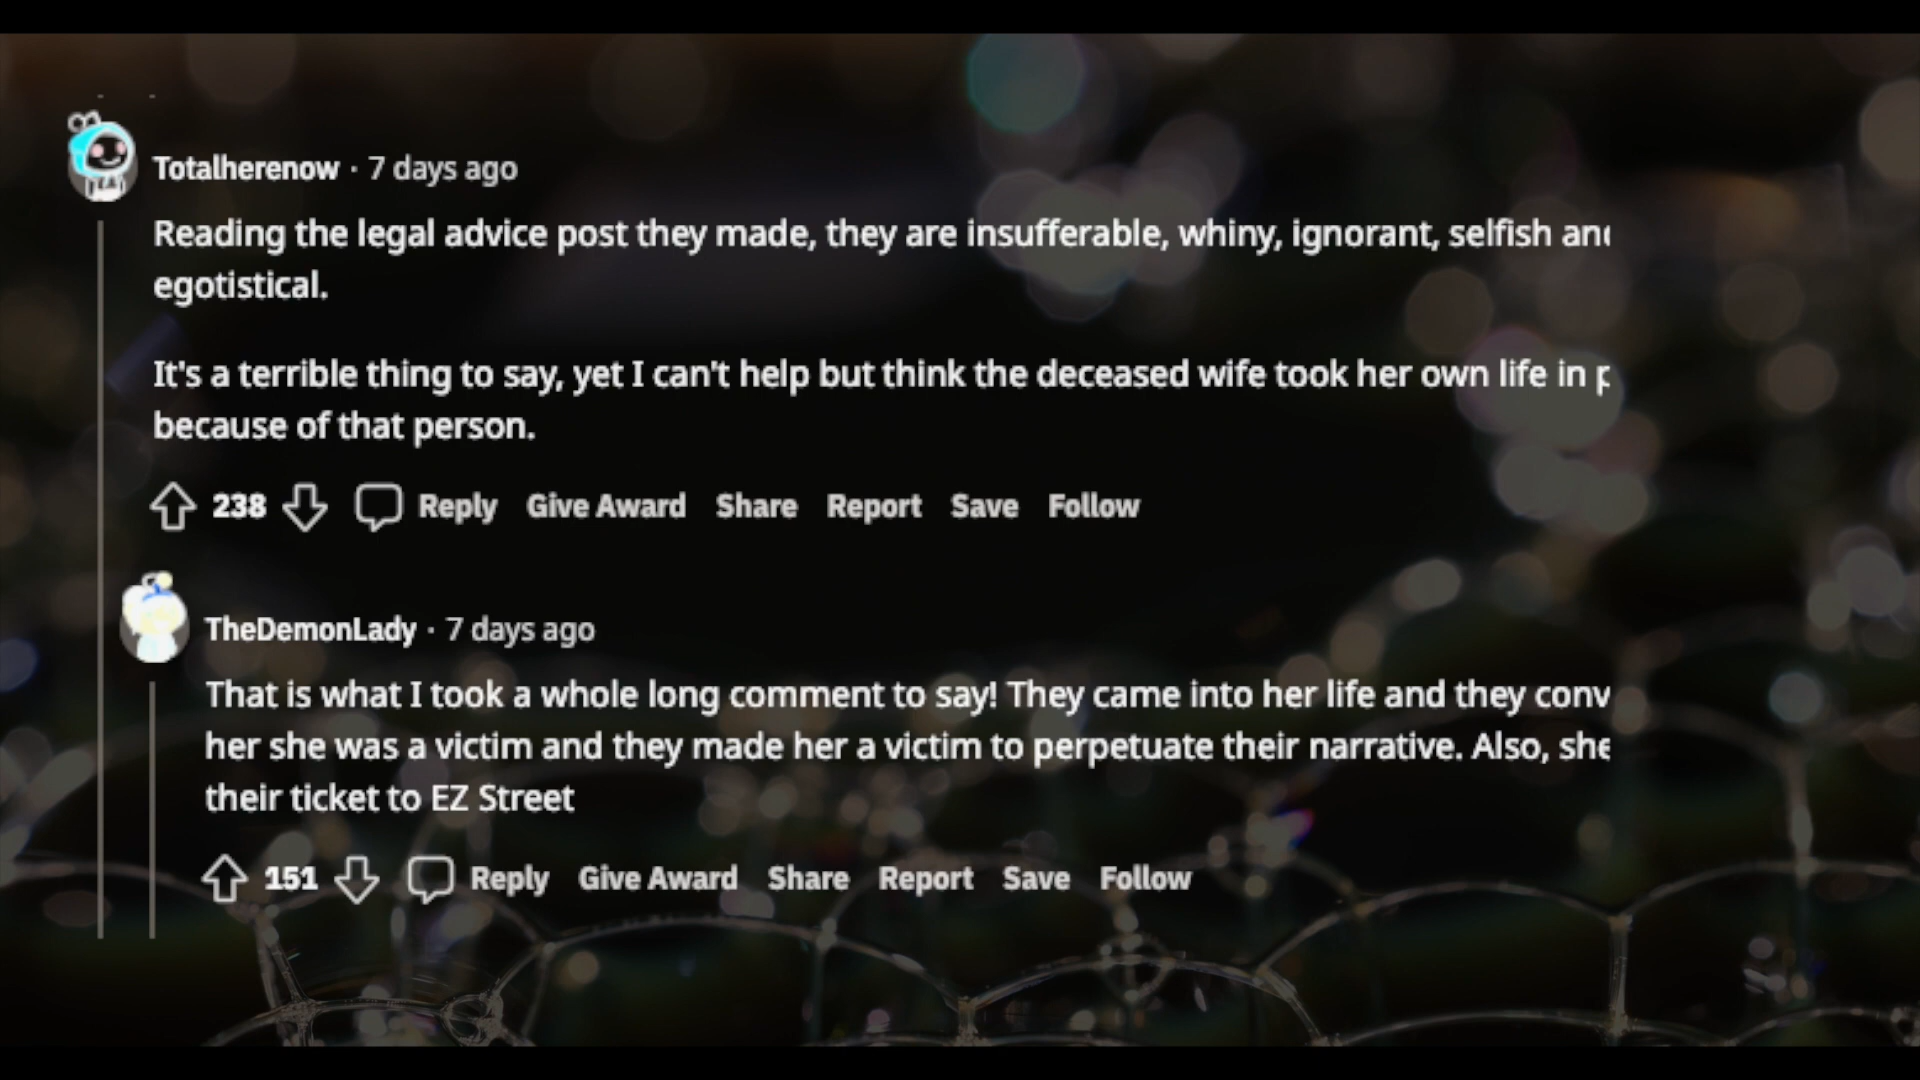 Totalherenow · 7 days ago
Reading the legal advice post they made, they are insufferable, whiny, ignorant, selfish
egotistical.
It's a terrible thing to say, yet I can't help but think the deceased wife took her own life in
because of that person.
238 Reply Give Award Share Report Save Follow
TheDemonLady · 7 days ago
That is what I took a whole long comment to say! They came into her life and they conv
her she was a victim and they made her a victim to perpetuate their narrative. Also, she
their ticket to EZ Street
151 Reply Give Award Share Report Save Follow